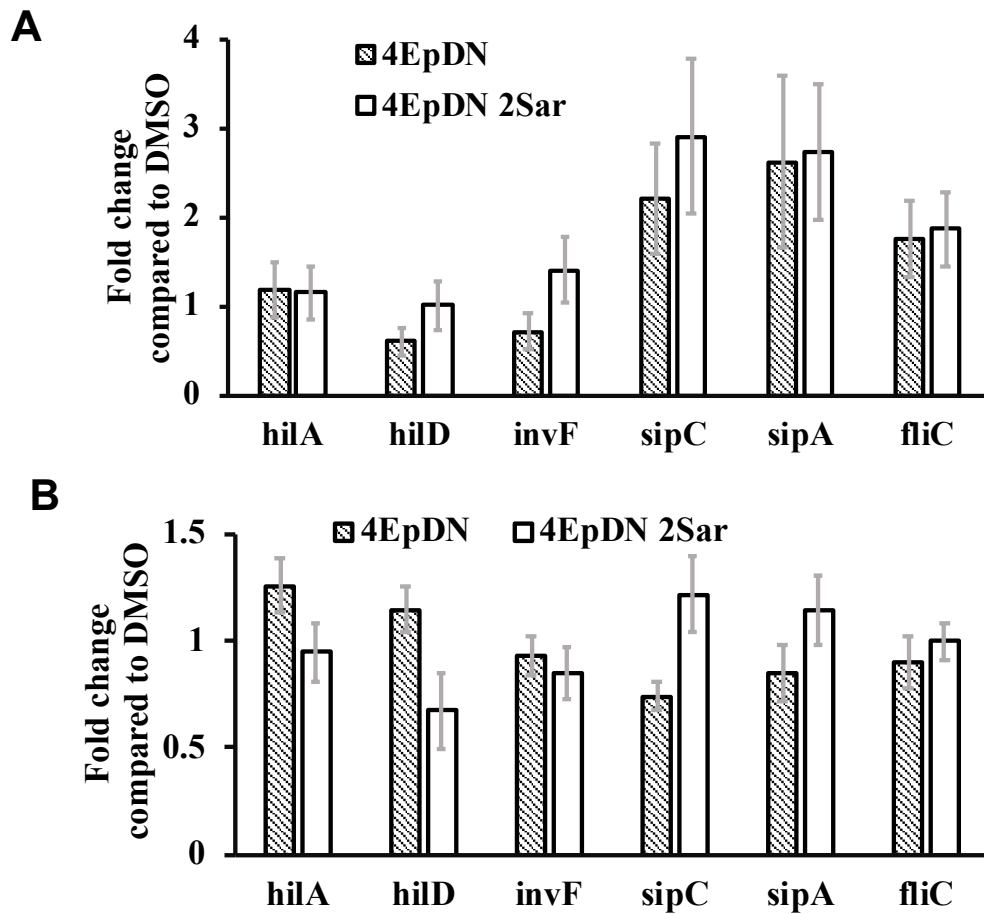 A
Fold change
compared to DMSO
4
3
2
1
0
4EpDN
4EpDN 2Sar
hilA hilD invF sipC sipA fliC
B
Fold change
compared to DMSO
1.5
1
0.5
0
4EpDN 4EpDN 2Sar
hilA hilD invF sipC sipA fliC